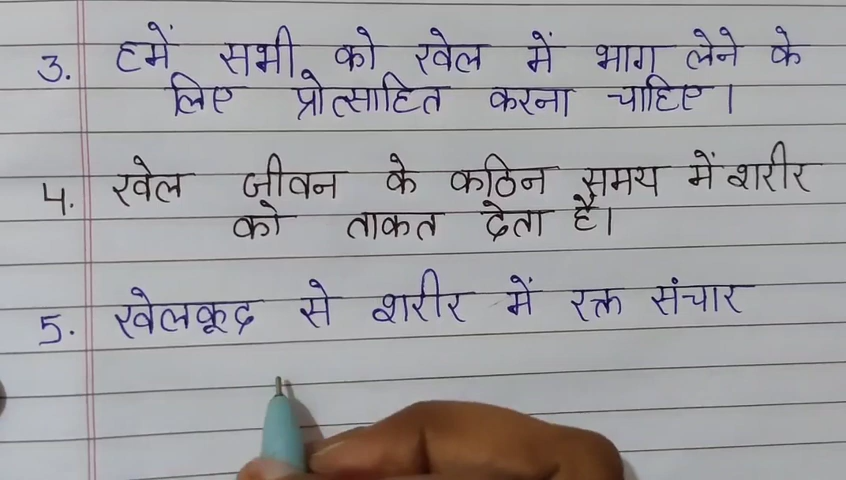 3. हमें सभी को खेल में भाग लेने के
लिए प्रोत्साहित करना चाहिए।
4. खेल जीवन के कठिन समय में शरीर
को ताकत देता है।
5. खेलकूद से शरीर में रक्त संचार